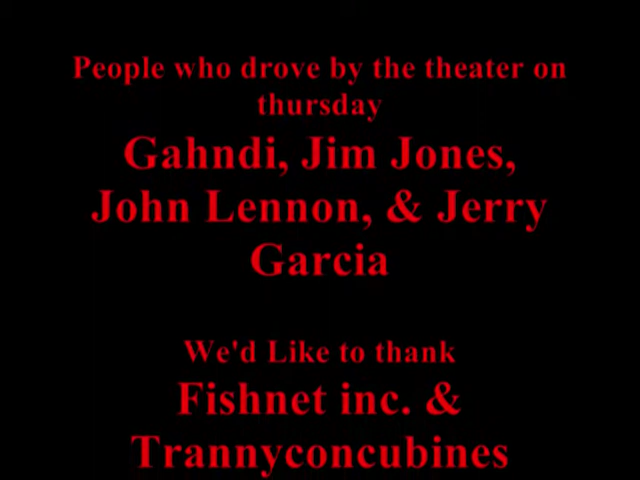 People who drove by the theater on
thursday
Gahndi, Jim Jones,
John Lennon, & Jerry
Garcia
We'd Like to thank
Fishnet inc. &
Trannyconcubines